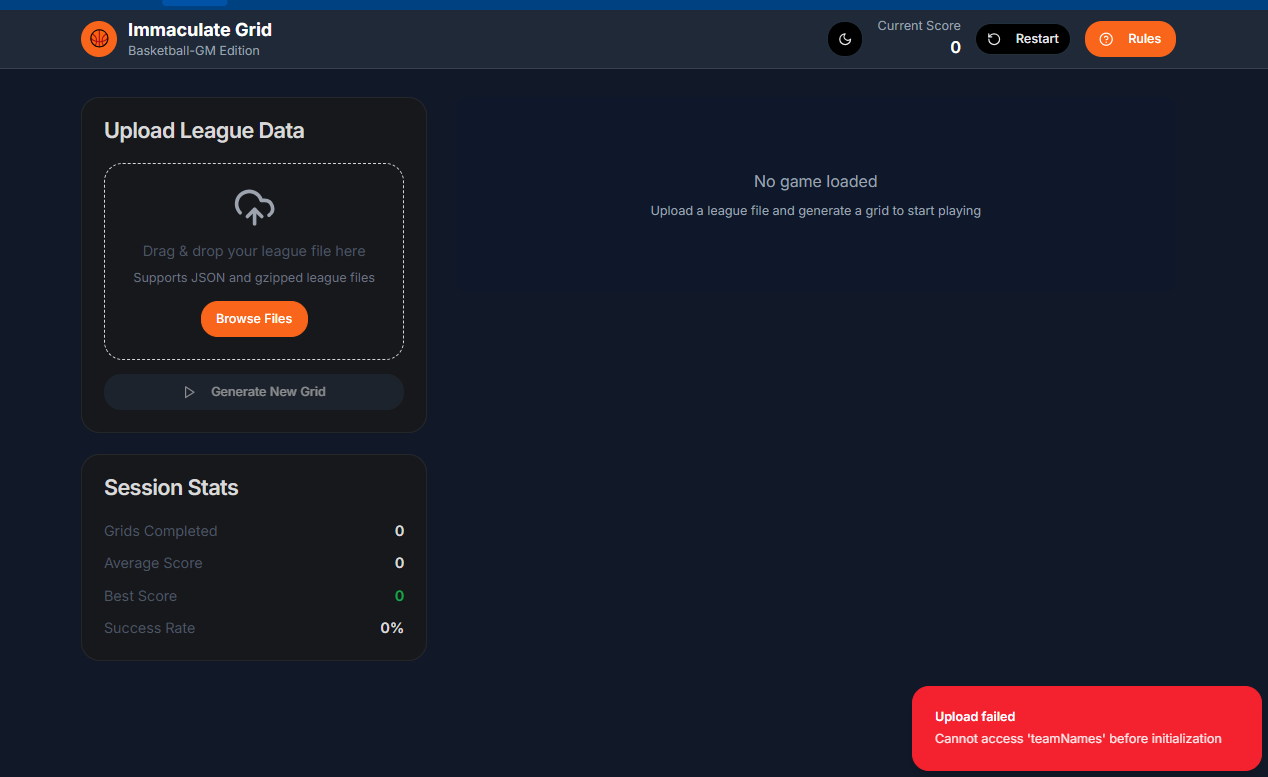 Immaculate Grid
Basketball-GM Edition
Current Score
0
Restart
Rules
Upload League Data
Drag & drop your league file here
Supports JSON and gzipped league files
Browse Files
Generate New Grid
No game loaded
Upload a league file and generate a grid to start playing
Session Stats
Grids Completed 0
Average Score 0
Best Score 0
Success Rate 0%
Upload failed
Cannot access 'teamNames' before initialization